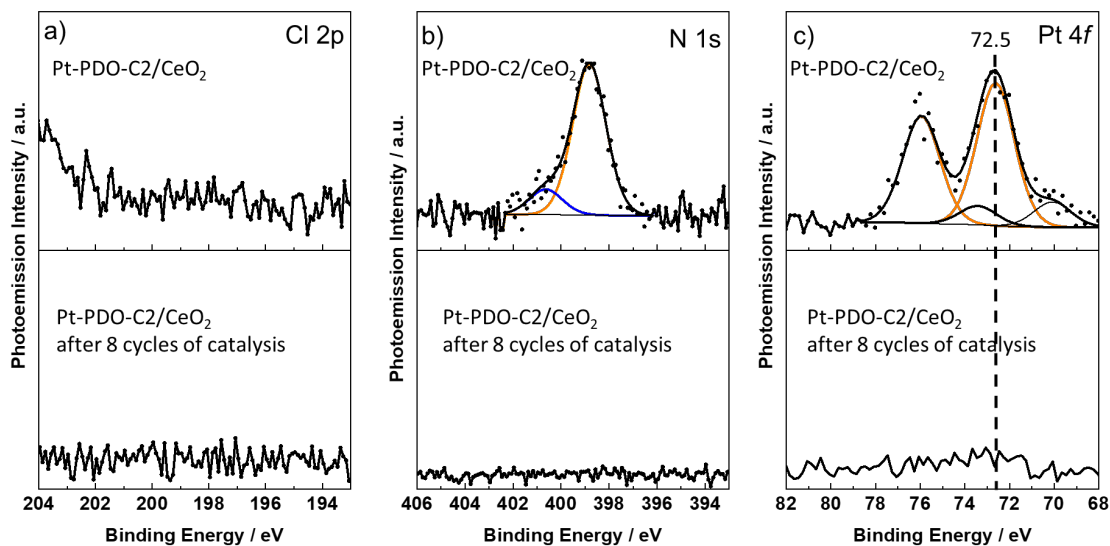 a) Cl 2p
Pt-PDO-C2/CeO₂
Pt-PDO-C2/CeO₂
after 8 cycles of catalysis
204 202 200 198 196 194
Binding Energy / eV
Photoemission Intensity / a.u.
b) N 1s
Pt-PDO-C2/CeO₂
Pt-PDO-C2/CeO₂
after 8 cycles of catalysis
406 404 402 400 398 396 394
Binding Energy / eV
Photoemission Intensity / a.u.
c) 72.5 Pt 4f
Pt-PDO-C2/CeO₂
Pt-PDO-C2/CeO₂
after 8 cycles of catalysis
82 80 78 76 74 72 70 68
Binding Energy / eV
Photoemission Intensity / a.u.